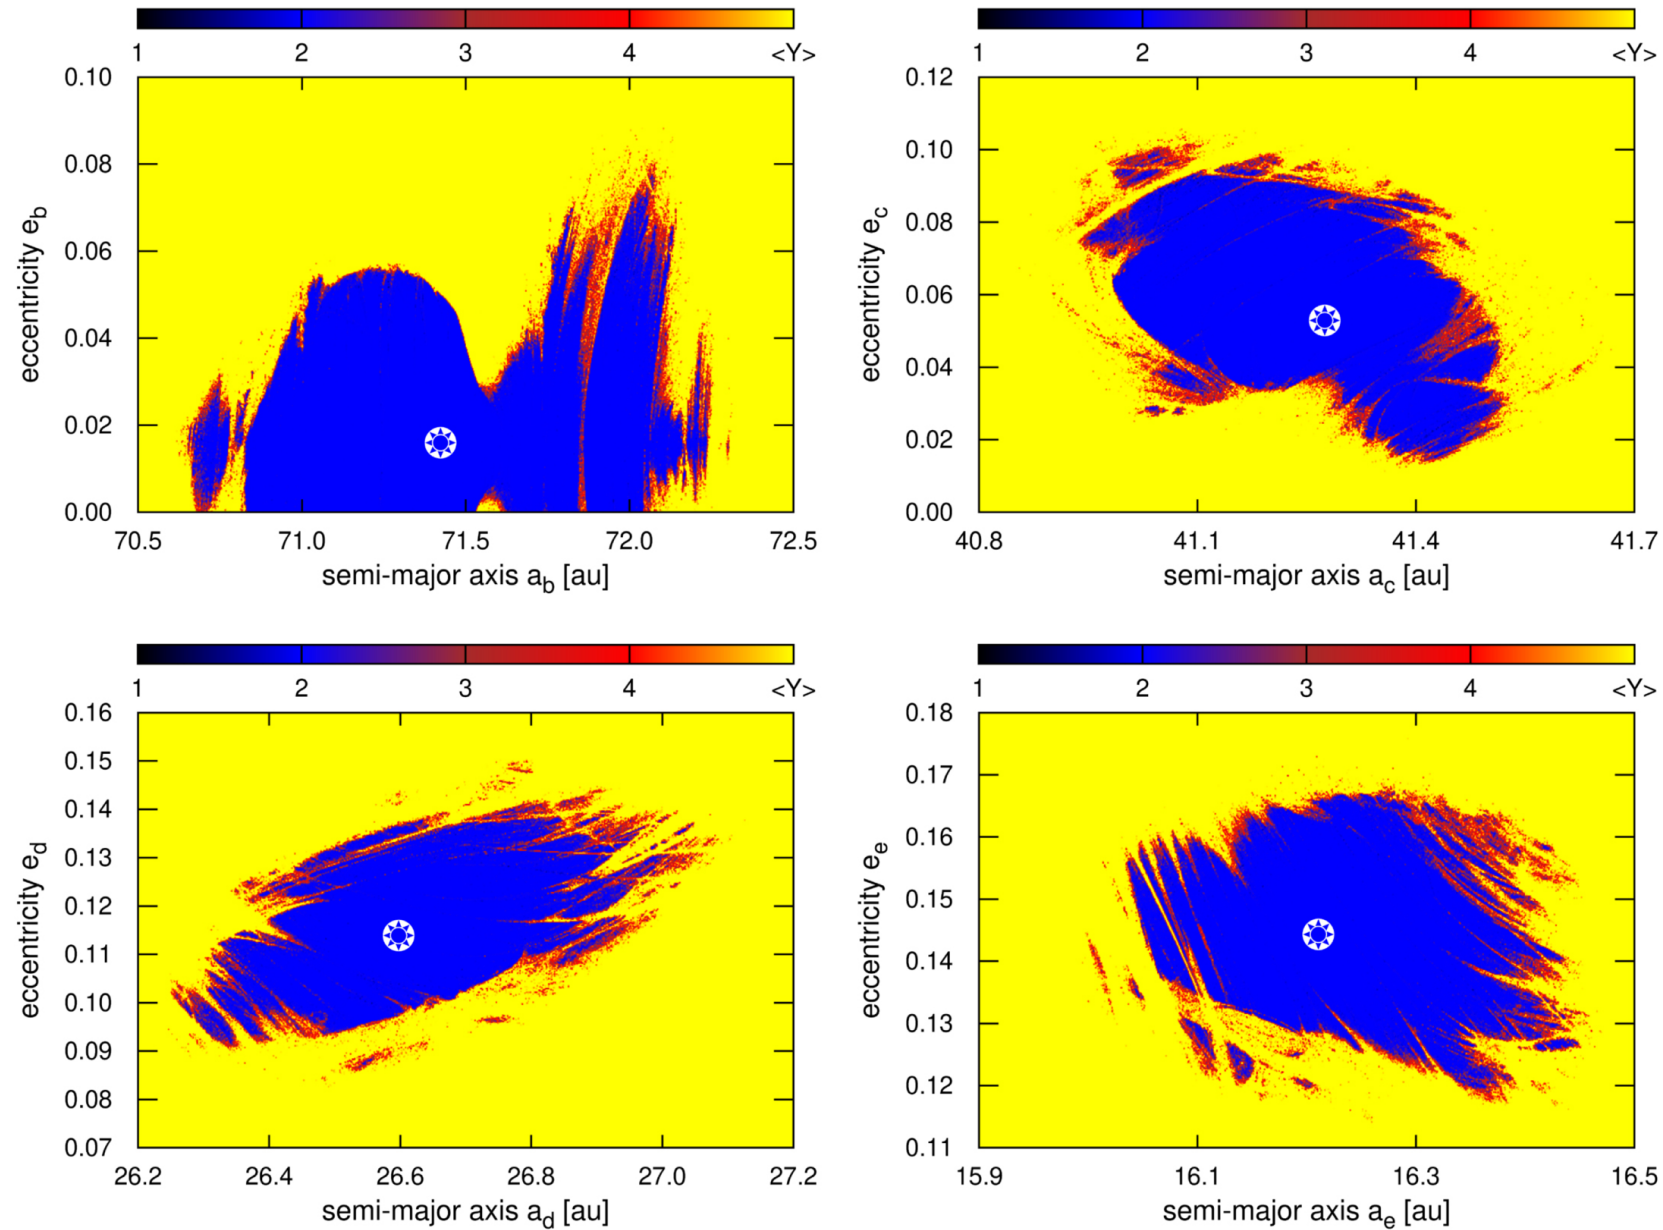 1 2 3 4 <Y>
0.10
0.08
0.06
0.04
0.02
0.00
eccentricity e_b
70.5 71.0 71.5 72.0 72.5
semi-major axis a_b [au]
1 2 3 4 <Y>
0.12
0.10
0.08
0.06
0.04
0.02
0.00
eccentricity e_c
40.8 41.1 41.4 41.7
semi-major axis a_c [au]
1 2 3 4 <Y>
0.16
0.15
0.14
0.13
0.12
0.11
0.10
0.09
0.08
0.07
eccentricity e_d
26.2 26.4 26.6 26.8 27.0 27.2
semi-major axis a_d [au]
1 2 3 4 <Y>
0.18
0.17
0.16
0.15
0.14
0.13
0.12
0.11
eccentricity e_e
15.9 16.1 16.3 16.5
semi-major axis a_e [au]